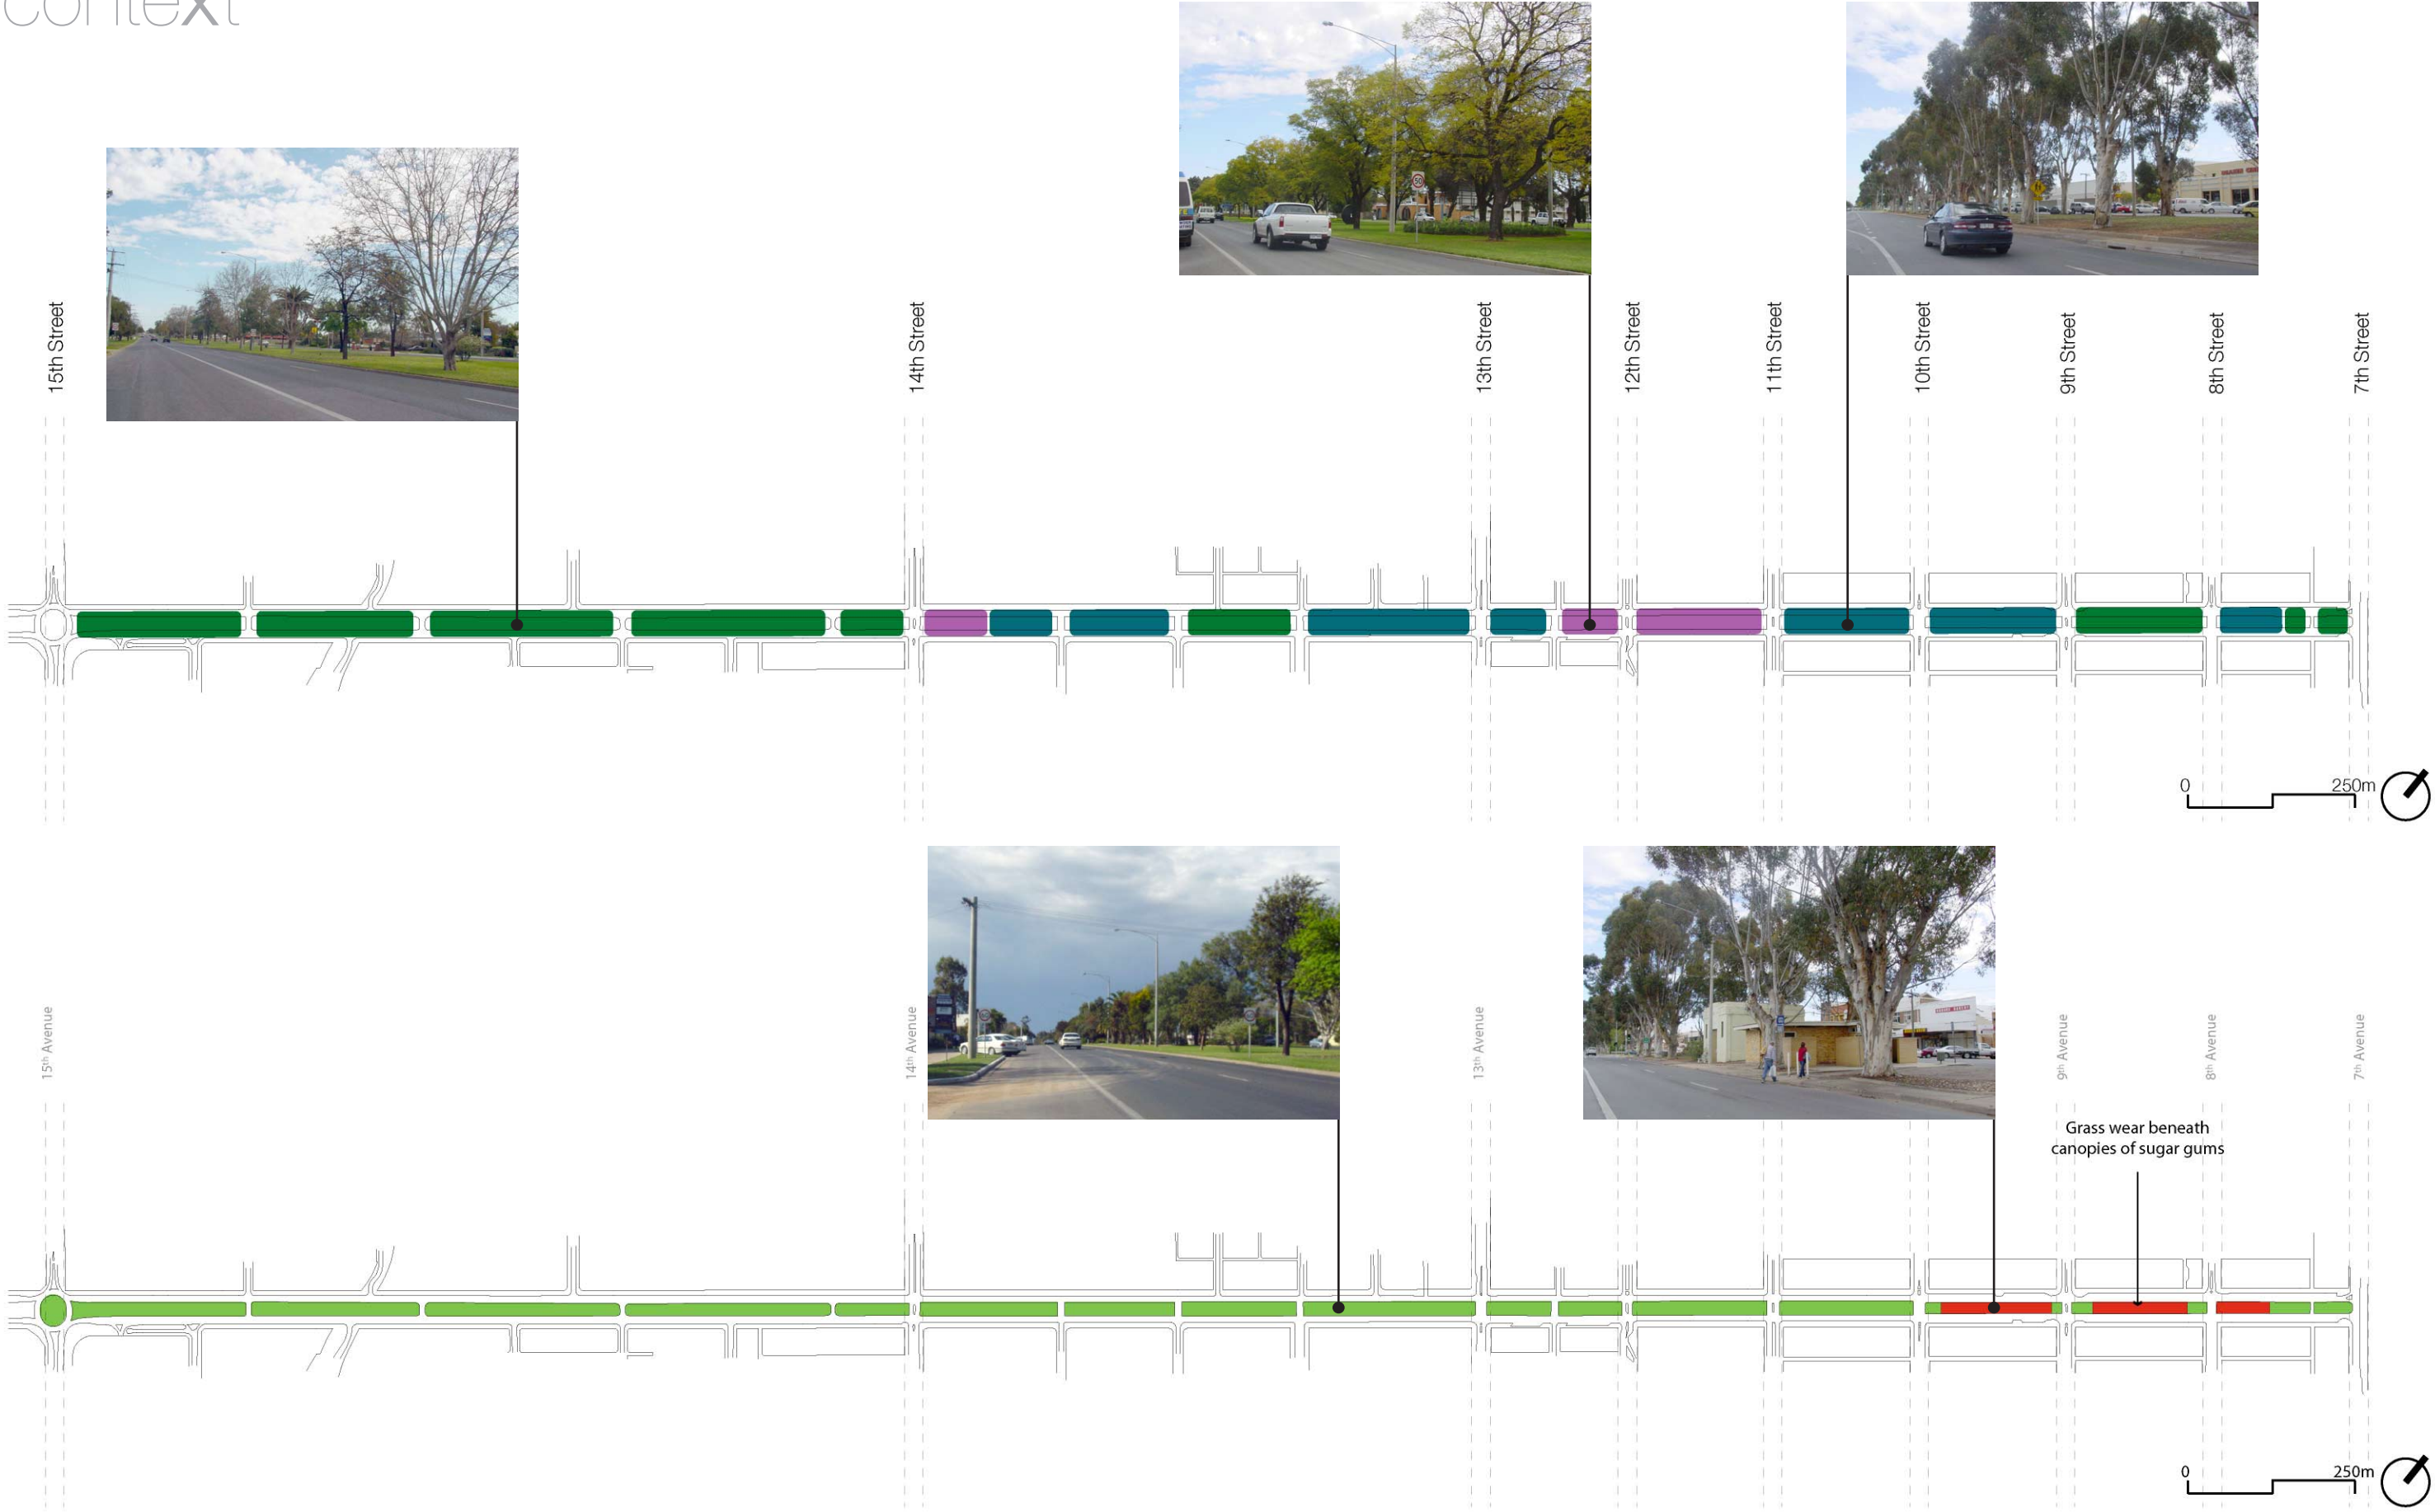 context
15th Street
14th Street
13th Street
12th Street
11th Street
10th Street
9th Street
8th Street
7th Street
50
0 250m
15th Avenue
14th Avenue
13th Avenue
9th Avenue
8th Avenue
7th Avenue
Grass wear beneath
canopies of sugar gums
0 250m